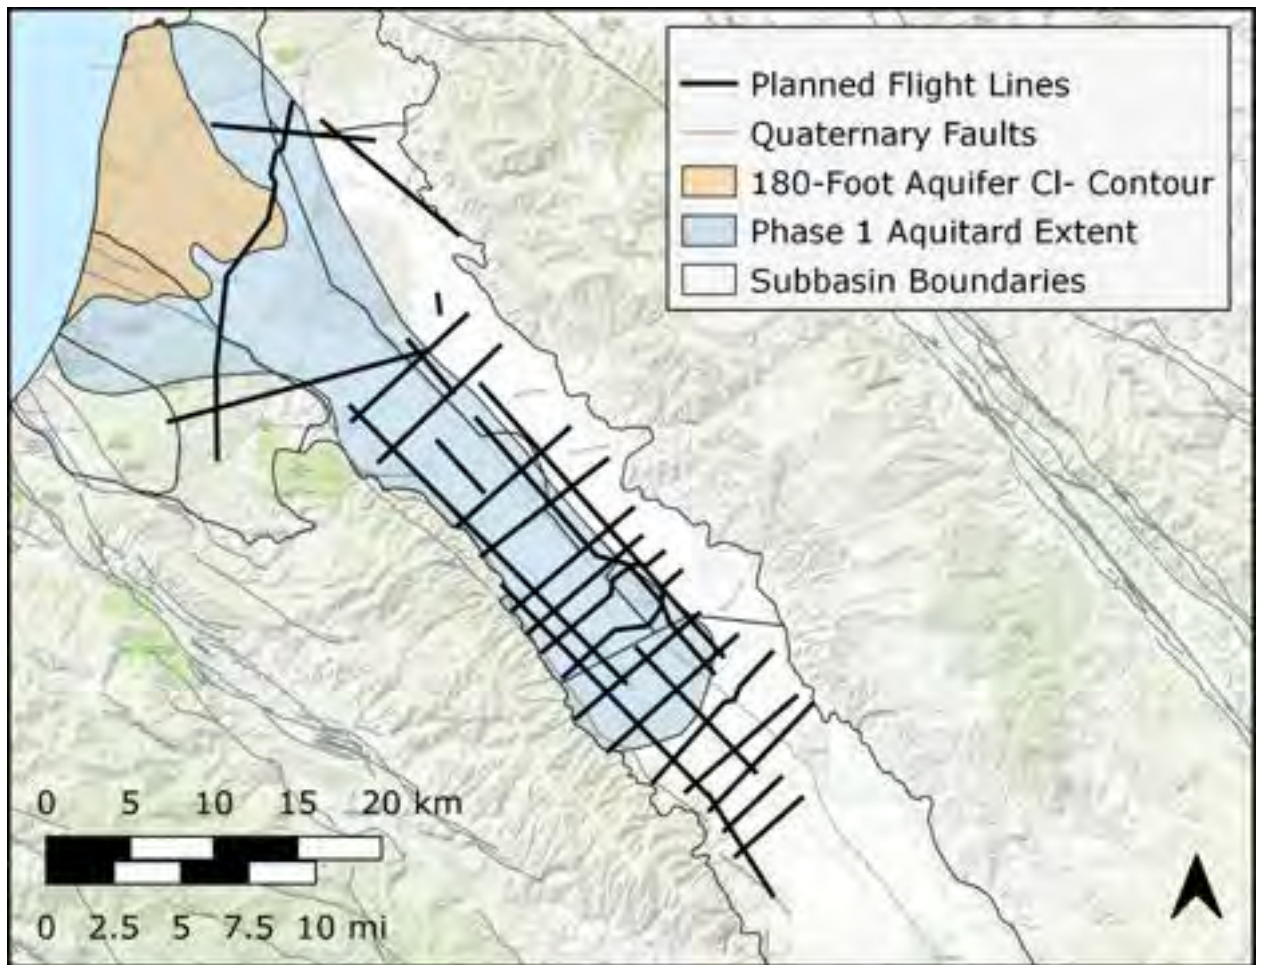 Planned Flight Lines
Quaternary Faults
180-Foot Aquifer Cl- Contour
Phase 1 Aquitard Extent
Subbasin Boundaries
0 5 10 15 20 km
0 2.5 5 7.5 10 mi